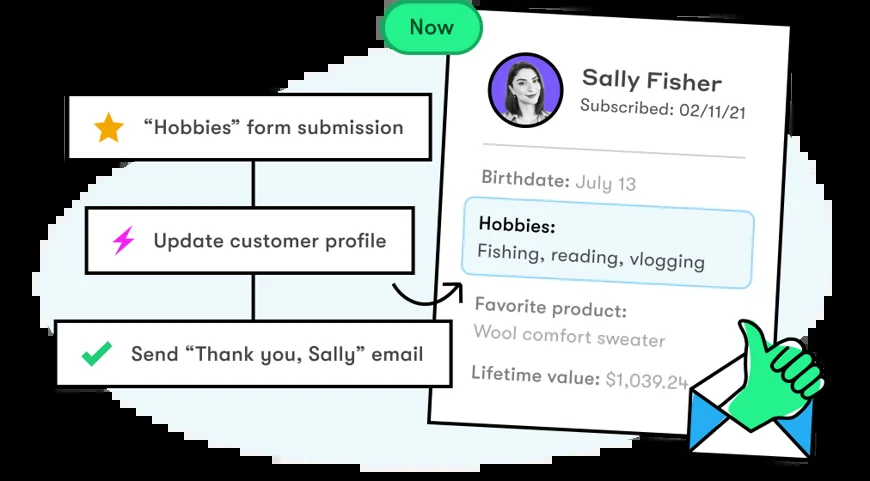 Now
“Hobbies” form submission
Update customer profile
Send “Thank you, Sally” email
Sally Fisher
Subscribed: 02/11/21
Birthdate: July 13
Hobbies:
Fishing, reading, vlogging
Favorite product:
Wool comfort sweater
Lifetime value: $1,039.24